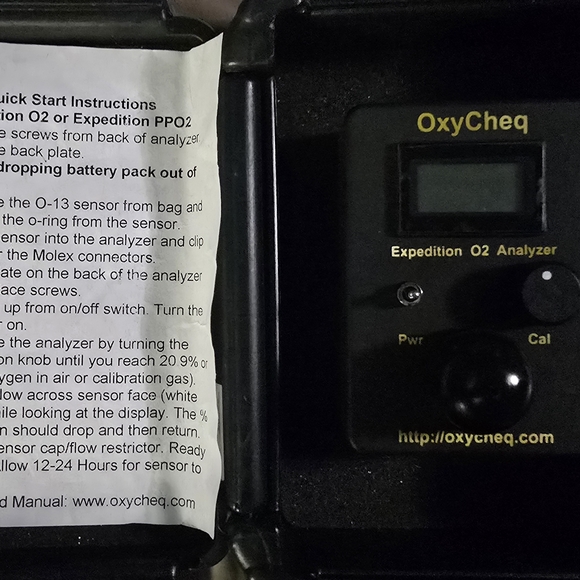 uick Start Instructions
tion O2 or Expedition PPO2
e screws from back of analyzer
e back plate.
dropping battery pack out of
e the O-13 sensor from bag and
the o-ring from the sensor.
ensor into the analyzer and clip
r the Molex connectors.
ate on the back of the analyzer
ace screws.
up from on/off switch. Turn the
r on.
e the analyzer by turning the
on knob until you reach 20.9% or
ygen in air or calibration gas).
low across sensor face (white
ile looking at the display. The %
n should drop and then return.
ensor cap/flow restrictor. Ready
llow 12-24 Hours for sensor to
d Manual: www.oxycheq.com
OxyCheq
Expedition O2 Analyzer
Pwr
Cal
http://oxycheq.com